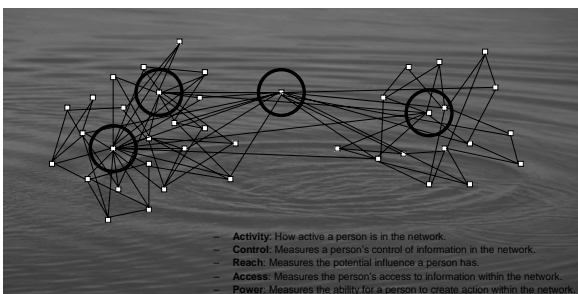 – Activity: How active a person is in the network.
– Control: Measures a person's control of information in the network.
– Reach: Measures the potential influence a person has.
– Access: Measures the person's access to information within the network.
– Power: Measures the ability for a person to create action within the network.